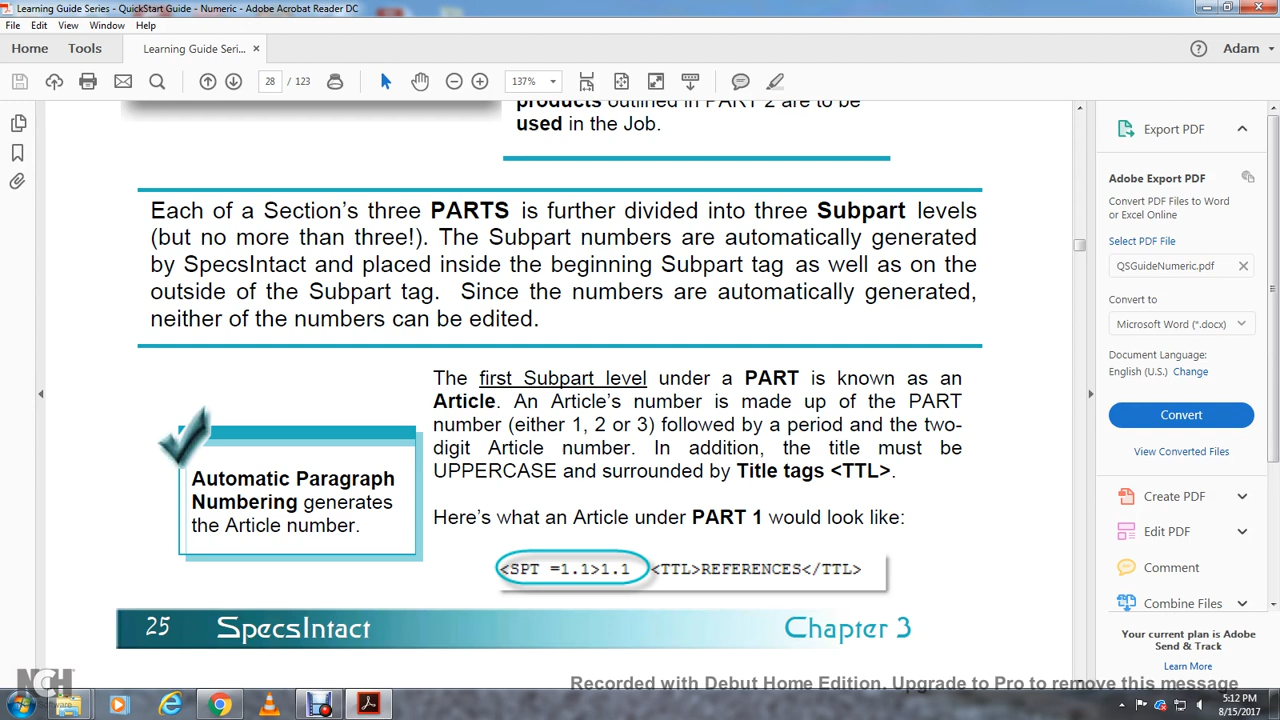 Learning Guide Series - QuickStart Guide - Numeric - Adobe Acrobat Reader DC
File Edit View Window Help
Home Tools Learning Guide Seri... × Adam
28 / 123 137%
products outlined in PART 2 are to be
used in the Job.
Each of a Section's three PARTS is further divided into three Subpart levels
(but no more than three!). The Subpart numbers are automatically generated
by SpecsIntact and placed inside the beginning Subpart tag as well as on the
outside of the Subpart tag. Since the numbers are automatically generated,
neither of the numbers can be edited.
The first Subpart level under a PART is known as an
Article. An Article's number is made up of the PART
number (either 1, 2 or 3) followed by a period and the two-
digit Article number. In addition, the title must be
UPPERCASE and surrounded by Title tags <TTL>.
Automatic Paragraph
Numbering generates
the Article number.
Here's what an Article under PART 1 would look like:
<SPT =1.1>1.1 <TTL>REFERENCES</TTL>
25 SpecsIntact Chapter 3
Export PDF
Adobe Export PDF
Convert PDF Files to Word
or Excel Online
Select PDF File
QSGuideNumeric.pdf
Convert to
Microsoft Word (*.docx)
Document Language:
English (U.S.) Change
Convert
View Converted Files
Create PDF
Edit PDF
Comment
Combine Files
Your current plan is Adobe
Send & Track
Learn More
NCH
Recorded with Debut Home Edition. Upgrade to Pro to remove this message
5:12 PM
8/15/2017